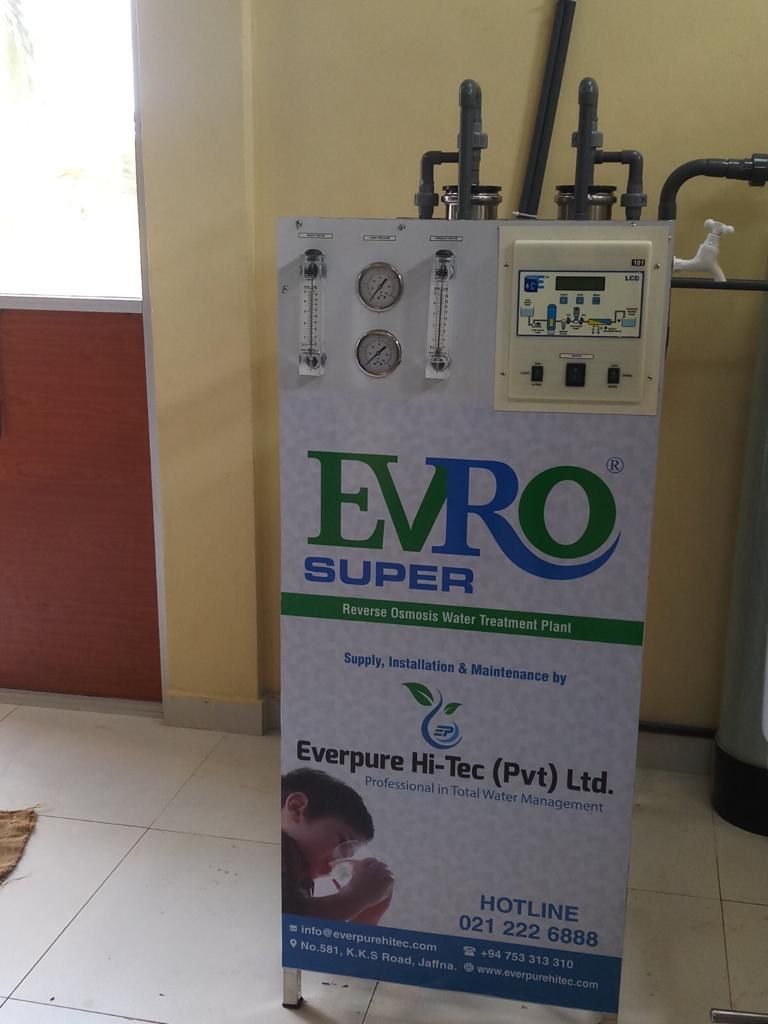 101
LCD
EVRO®
SUPER
Reverse Osmosis Water Treatment Plant
Supply, Installation & Maintenance by
EP
Everpure Hi-Tec (Pvt) Ltd.
Professional in Total Water Management
HOTLINE
021 222 6888
info@everpurehitec.com
+94 753 313 310
No.581, K.K.S Road, Jaffna.
www.everpurehitec.com